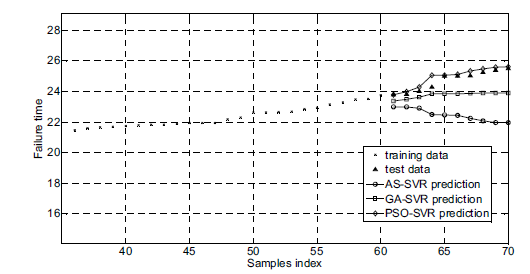 28
26
24
22
20
18
16
Failure time
40
45
50
55
60
65
70
Samples index
training data
test data
AS-SVR prediction
GA-SVR prediction
PSO-SVR prediction